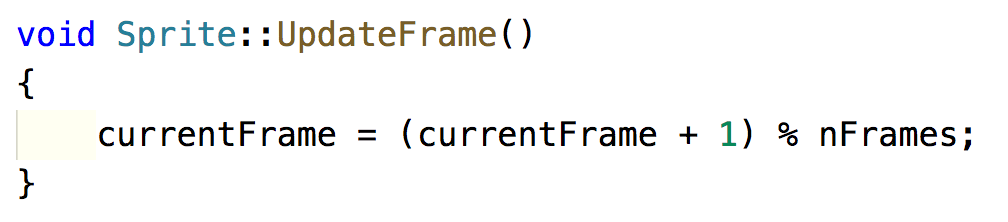 void Sprite::UpdateFrame()
{
    currentFrame = (currentFrame + 1) % nFrames;
}